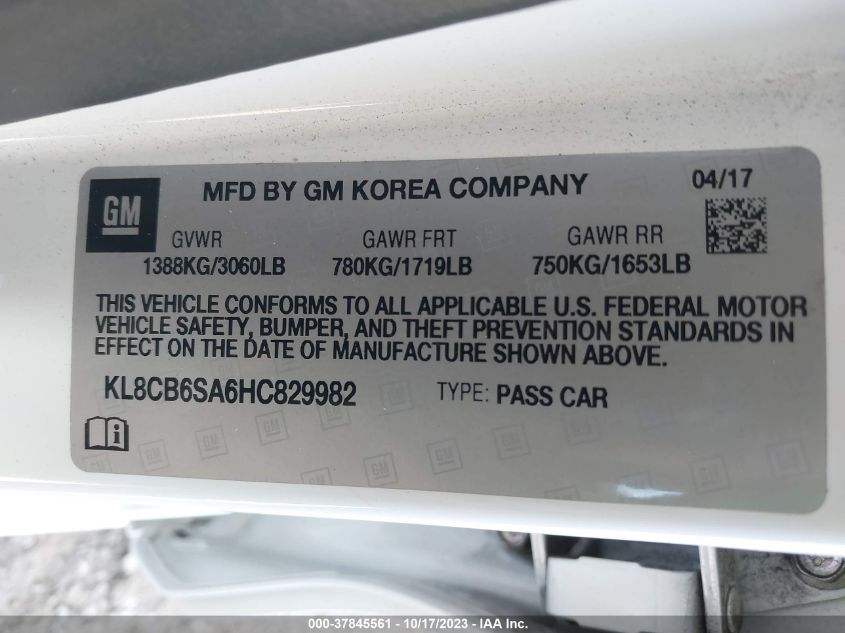 GM
MFD BY GM KOREA COMPANY
04/17
GVWR GAWR FRT GAWR RR
1388KG/3060LB 780KG/1719LB 750KG/1653LB
THIS VEHICLE CONFORMS TO ALL APPLICABLE U.S. FEDERAL MOTOR
VEHICLE SAFETY, BUMPER, AND THEFT PREVENTION STANDARDS IN
EFFECT ON THE DATE OF MANUFACTURE SHOWN ABOVE.
KL8CB6SA6HC829982 TYPE: PASS CAR
000-37845561 - 10/17/2023 - IAA Inc.